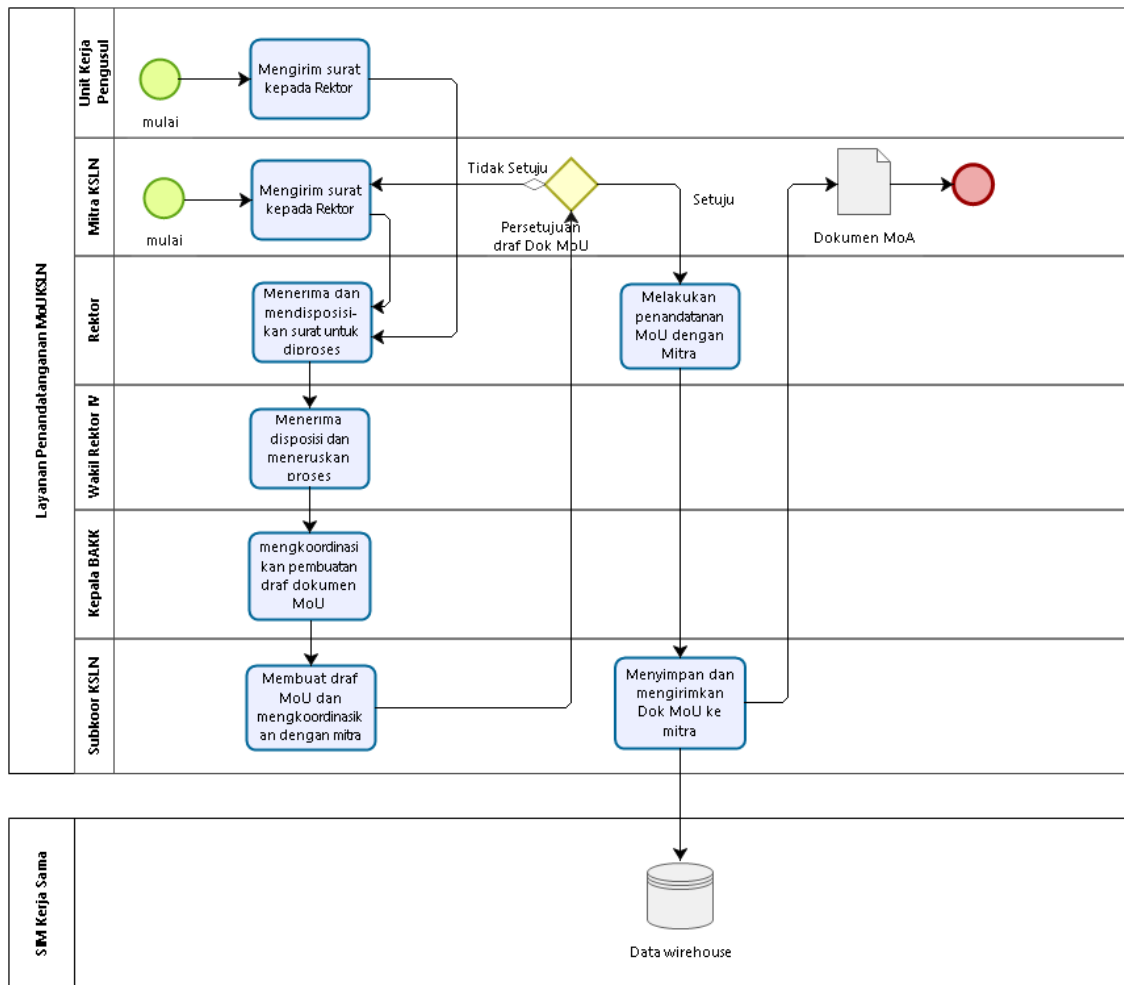 Layanan Penandatanganan MoU KSLN
Unit Kerja
Pengusul
mulai
Mengirim surat
kepada Rektor
Mitra KSLN
mulai
Mengirim surat
kepada Rektor
Tidak Setuju
Persetujuan
draf Dok MoU
Setuju
Dokumen MoA
Rektor
Menerima dan
mendisposisi-
kan surat untuk
diproses
Melakukan
penandatanan
MoU dengan
Mitra
Wakil Rektor IV
Menerima
disposisi dan
meneruskan
proses
Kepala BAKK
mengkoordinasi
kan pembuatan
draf dokumen
MoU
Subkoor KSLN
Membuat draf
MoU dan
mengkoordinasik
an dengan mitra
Menyimpan dan
mengirimkan
Dok MoU ke
mitra
SIM Kerja Sama
Data wirehouse